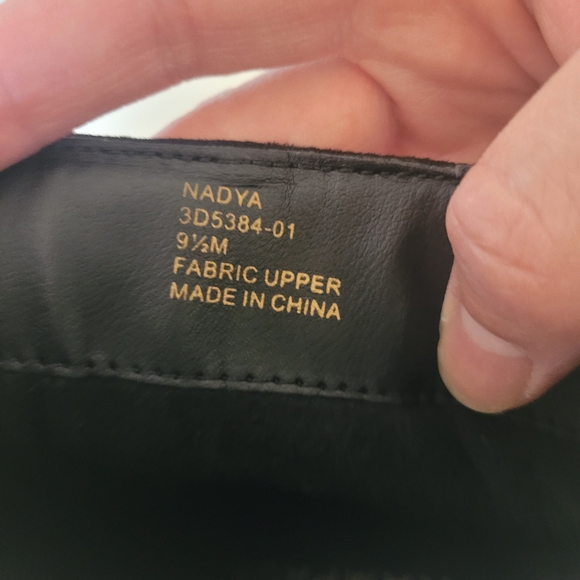 NADYA
3D5384-01
9½M
FABRIC UPPER
MADE IN CHINA